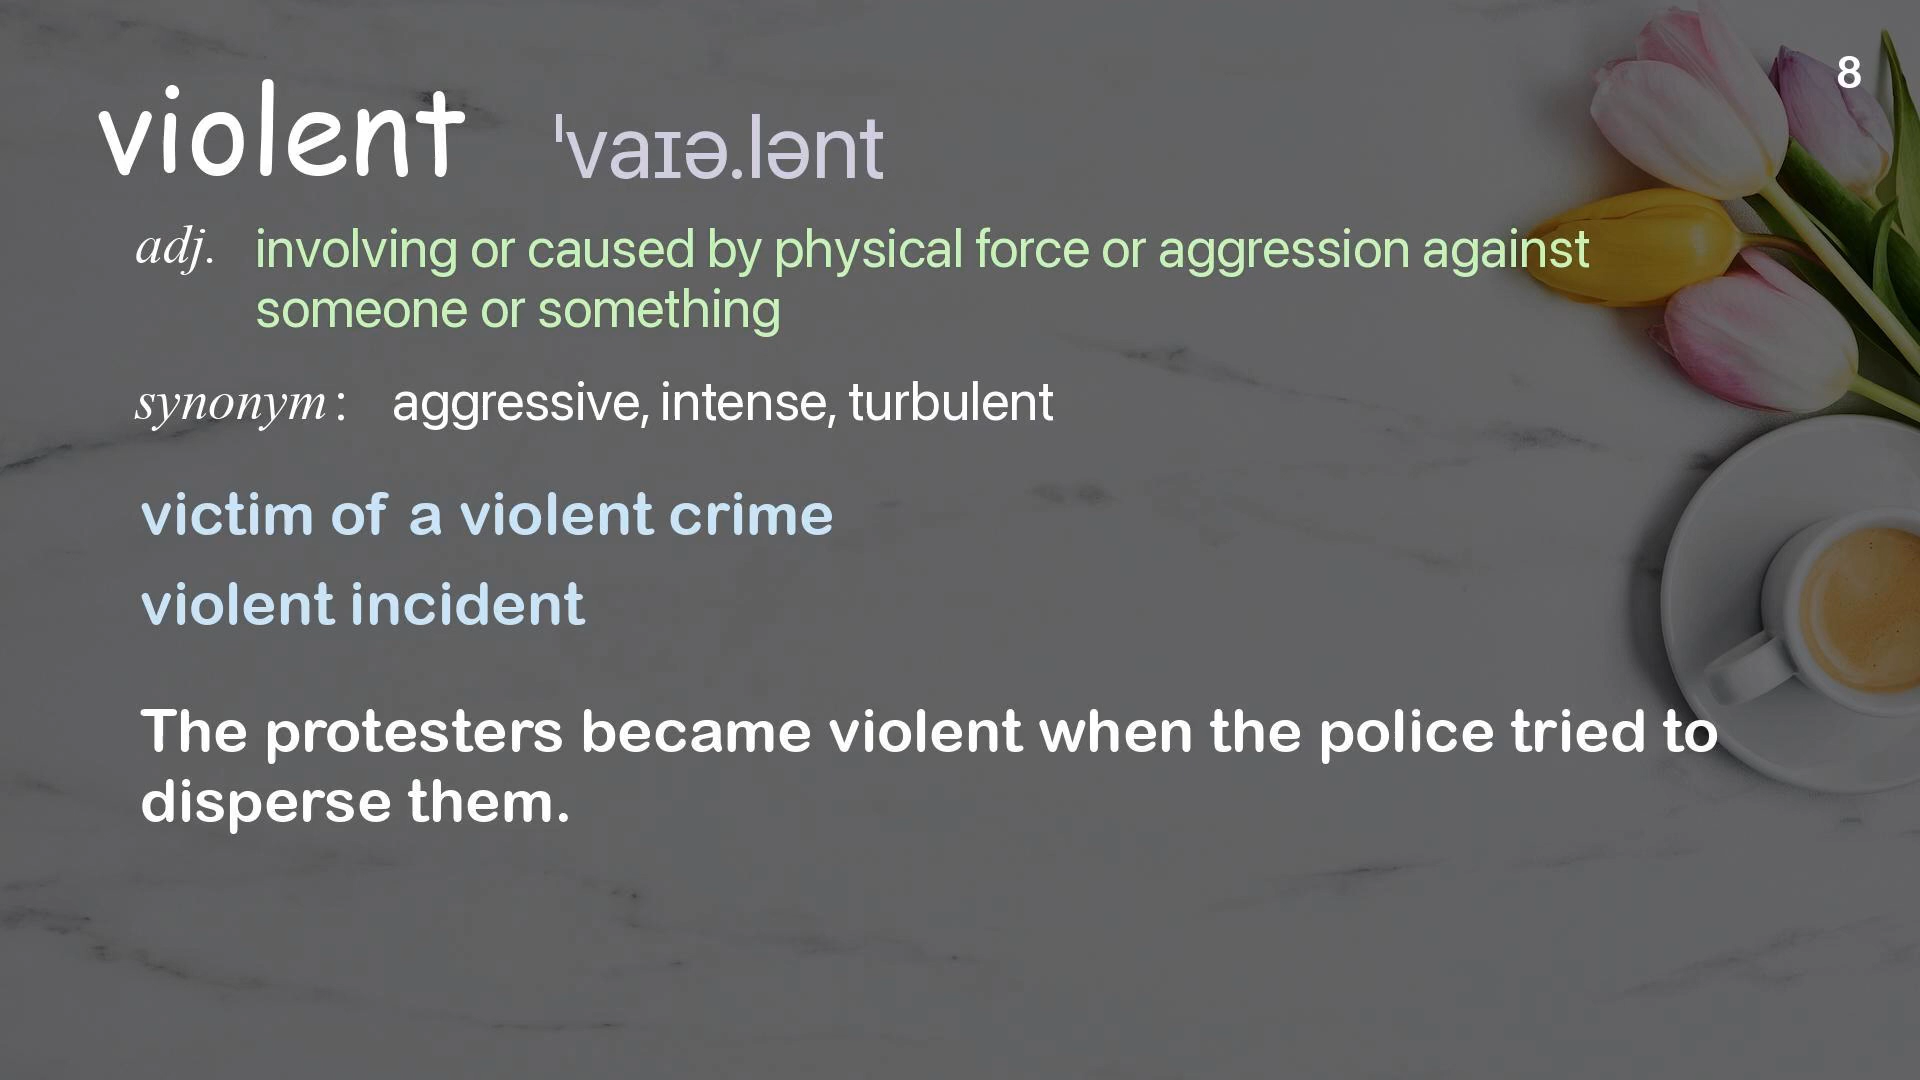 8
violent ˈvaɪə.lənt
adj. involving or caused by physical force or aggression against
someone or something
synonym : aggressive, intense, turbulent
victim of a violent crime
violent incident
The protesters became violent when the police tried to
disperse them.